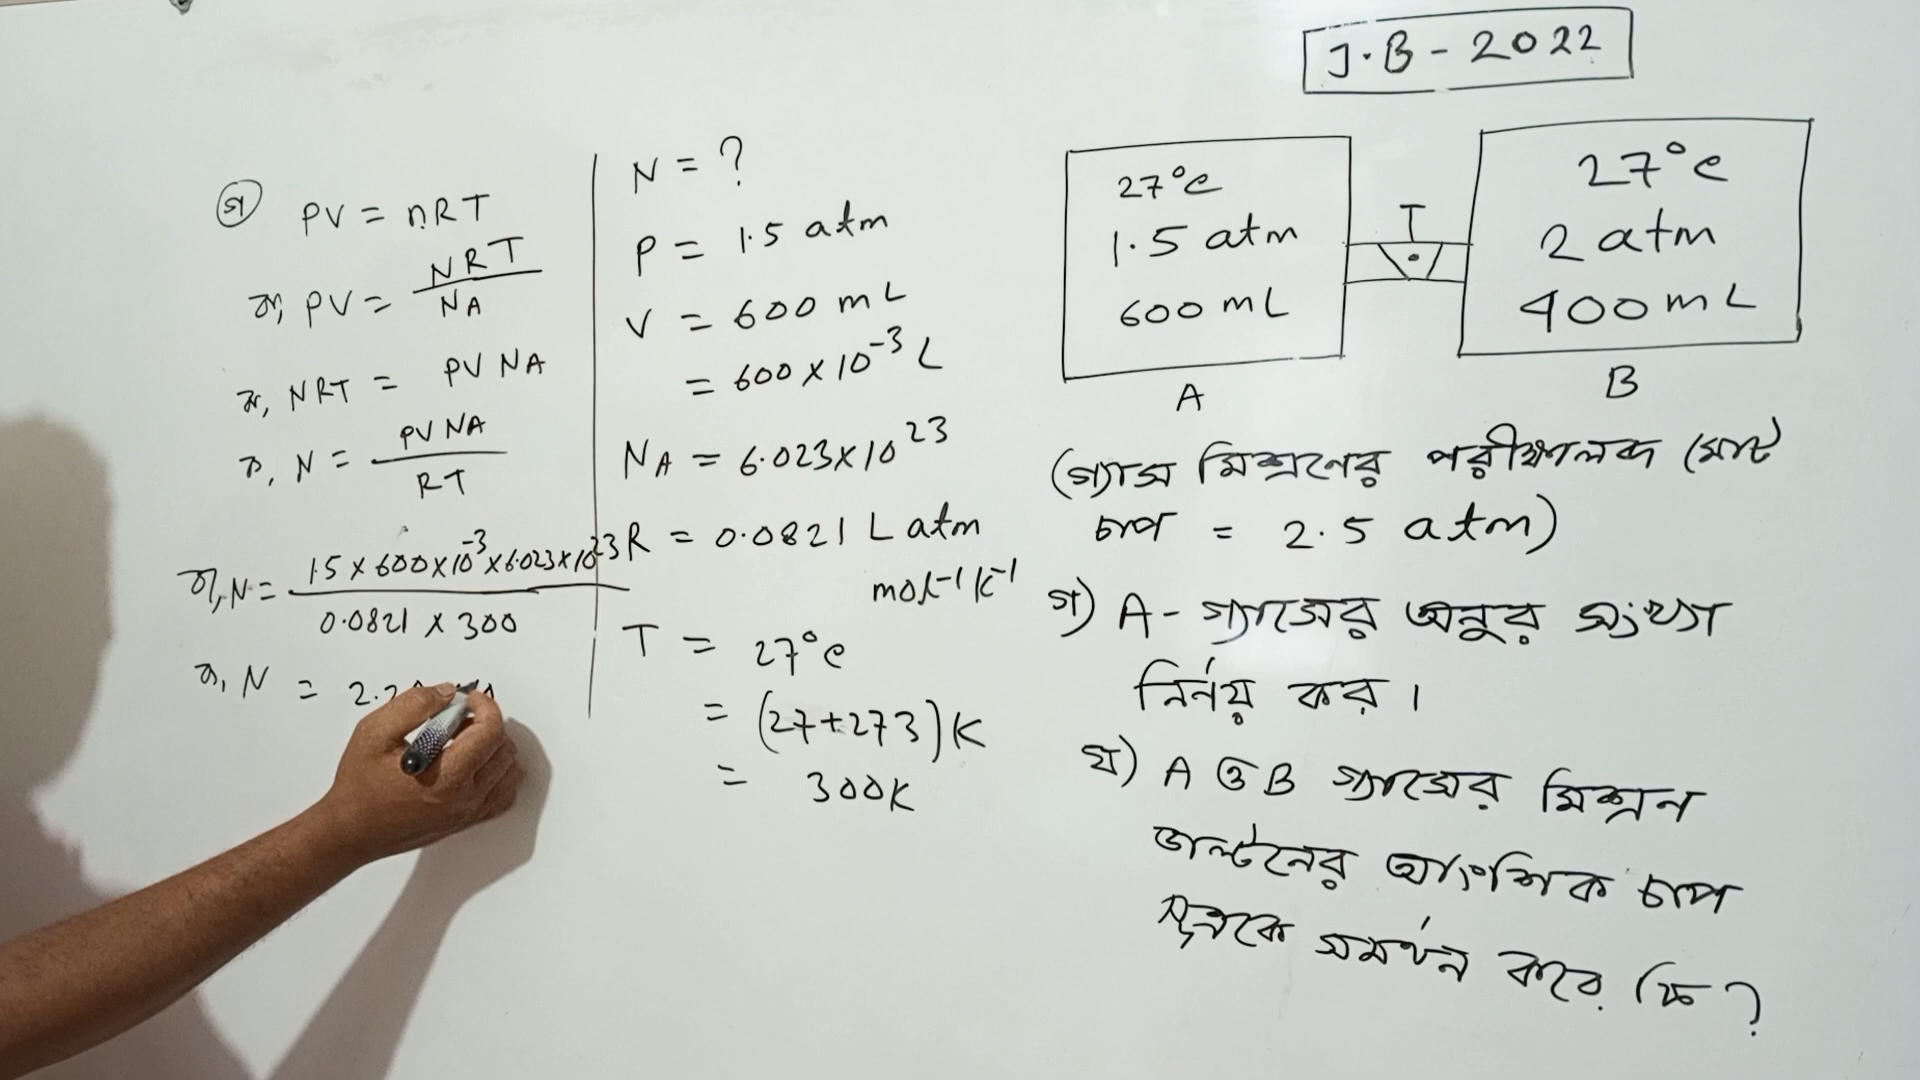 J.B - 2022
গ
PV = nRT
বা, PV = NRT / NA
বা, NRT = PV NA
বা, N = PV NA / RT
বা, N = 1.5 x 600 x 10^-3 x 6.023 x 10^23 / 0.0821 x 300
বা, N = 2.2
N = ?
P = 1.5 atm
V = 600 mL
= 600 x 10^-3 L
NA = 6.023 x 10^23
R = 0.0821 L atm
mol^-1 K^-1
T = 27°c
= (27+273) K
= 300K
27°c
1.5 atm
600 mL
A
T
27°c
2 atm
400 mL
B
(গ্যাস মিশ্রণের পরীক্ষালব্ধ মোট
চাপ = 2.5 atm)
গ) A - গ্যাসের অনুর সংখ্যা
নির্নয় কর।
ঘ) A ও B গ্যাসের মিশ্রন
ডাল্টনের আংশিক চাপ
সূত্রকে সমর্থন করে কি?